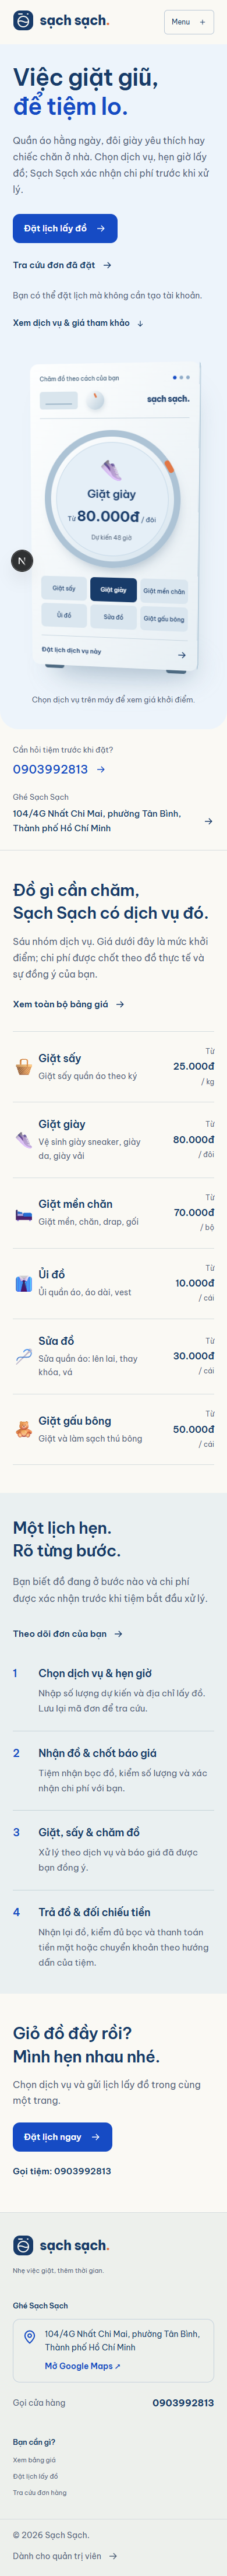 sạch sạch.
Menu +
Việc giặt giũ,
để tiệm lo.
Quần áo hằng ngày, đôi giày yêu thích hay
chiếc chăn ở nhà. Chọn dịch vụ, hẹn giờ lấy
đồ; Sạch Sạch xác nhận chi phí trước khi xử
lý.
Đặt lịch lấy đồ →
Tra cứu đơn đã đặt →
Bạn có thể đặt lịch mà không cần tạo tài khoản.
Xem dịch vụ & giá tham khảo ↓
Chăm đồ theo cách của bạn
sạch sạch.
Giặt giày
Từ 80.000đ / đôi
Dự kiến 48 giờ
N
Giặt sấy
Giặt giày
Giặt mền chăn
Ủi đồ
Sửa đồ
Giặt gấu bông
Đặt lịch dịch vụ này →
Chọn dịch vụ trên máy để xem giá khởi điểm.
Cần hỏi tiệm trước khi đặt?
0903992813 →
Ghé Sạch Sạch
104/4G Nhất Chi Mai, phường Tân Bình,
Thành phố Hồ Chí Minh →
Đồ gì cần chăm,
Sạch Sạch có dịch vụ đó.
Sáu nhóm dịch vụ. Giá dưới đây là mức khởi
điểm; chi phí được chốt theo đồ thực tế và
sự đồng ý của bạn.
Xem toàn bộ bảng giá →
Giặt sấy
Giặt sấy quần áo theo ký
Từ
25.000đ
/ kg
Giặt giày
Vệ sinh giày sneaker, giày
da, giày vải
Từ
80.000đ
/ đôi
Giặt mền chăn
Giặt mền, chăn, drap, gối
Từ
70.000đ
/ bộ
Ủi đồ
Ủi quần áo, áo dài, vest
Từ
10.000đ
/ cái
Sửa đồ
Sửa quần áo: lên lai, thay
khóa, vá
Từ
30.000đ
/ cái
Giặt gấu bông
Giặt và làm sạch thú bông
Từ
50.000đ
/ cái
Một lịch hẹn.
Rõ từng bước.
Bạn biết đồ đang ở bước nào và chi phí
được xác nhận trước khi tiệm bắt đầu xử lý.
Theo dõi đơn của bạn →
1 Chọn dịch vụ & hẹn giờ
Nhập số lượng dự kiến và địa chỉ lấy đồ.
Lưu lại mã đơn để tra cứu.
2 Nhận đồ & chốt báo giá
Tiệm nhận bọc đồ, kiểm số lượng và xác
nhận chi phí với bạn.
3 Giặt, sấy & chăm đồ
Xử lý theo dịch vụ và báo giá đã được
bạn đồng ý.
4 Trả đồ & đối chiếu tiền
Nhận lại đồ, kiểm đủ bọc và thanh toán
tiền mặt hoặc chuyển khoản theo hướng
dẫn của tiệm.
Giỏ đồ đầy rồi?
Mình hẹn nhau nhé.
Chọn dịch vụ và gửi lịch lấy đồ trong cùng
một trang.
Đặt lịch ngay →
Gọi tiệm: 0903992813
sạch sạch.
Nhẹ việc giặt, thêm thời gian.
Ghé Sạch Sạch
104/4G Nhất Chi Mai, phường Tân Bình,
Thành phố Hồ Chí Minh
Mở Google Maps ↗
Gọi cửa hàng 0903992813
Bạn cần gì?
Xem bảng giá
Đặt lịch lấy đồ
Tra cứu đơn hàng
© 2026 Sạch Sạch.
Dành cho quản trị viên →